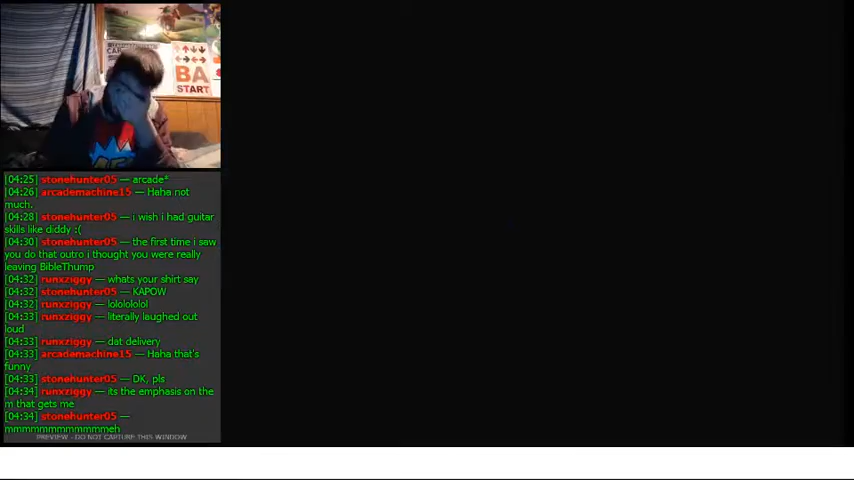 CAR
BA
START
[04:25] stonehunter05 — arcade*
[04:26] arcademachine15 — Haha not
much.
[04:28] stonehunter05 — i wish i had guitar
skills like diddy :(
[04:30] stonehunter05 — the first time i saw
you do that outro i thought you were really
leaving BibleThump
[04:32] runxziggy — whats your shirt say
[04:32] stonehunter05 — KAPOW
[04:32] runxziggy — lolololololol
[04:33] runxziggy — literally laughed out
loud
[04:33] runxziggy — dat delivery
[04:33] arcademachine15 — Haha that's
funny
[04:33] stonehunter05 — DK, pls
[04:34] runxziggy — its the emphasis on the
m that gets me
[04:34] stonehunter05 —
mmmmmmmmmmmmeh
PREVIEW - DO NOT CAPTURE THIS WINDOW